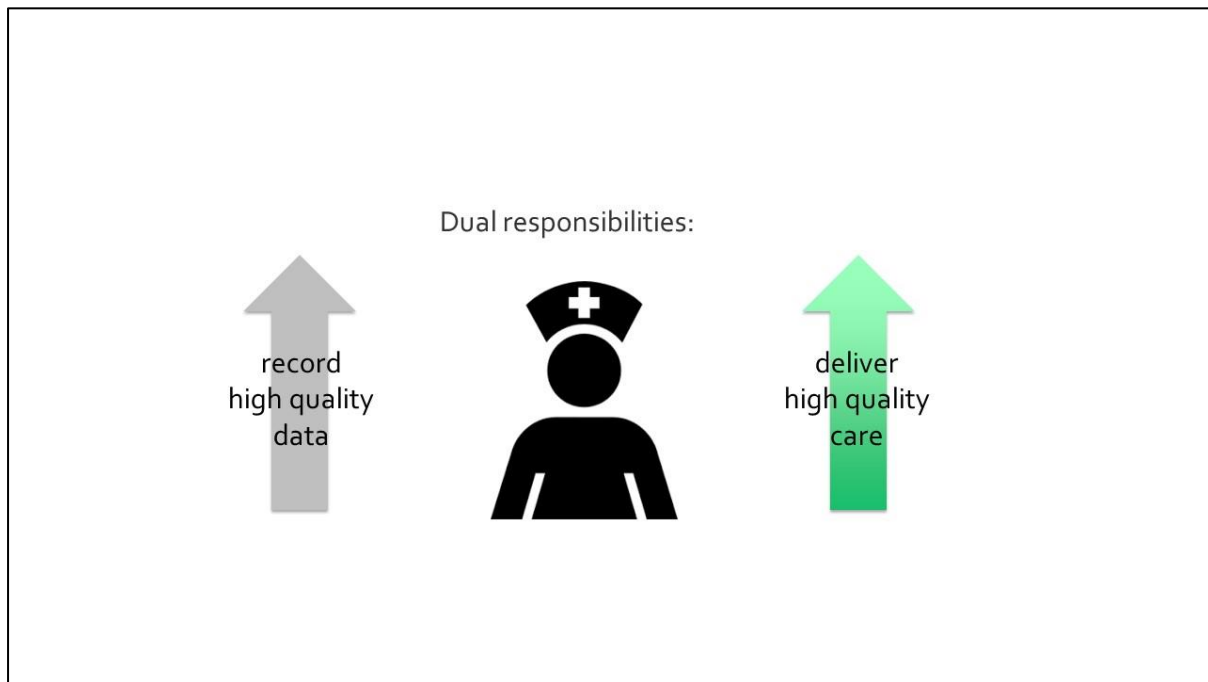 Dual responsibilities:
record
high quality
data
deliver
high quality
care